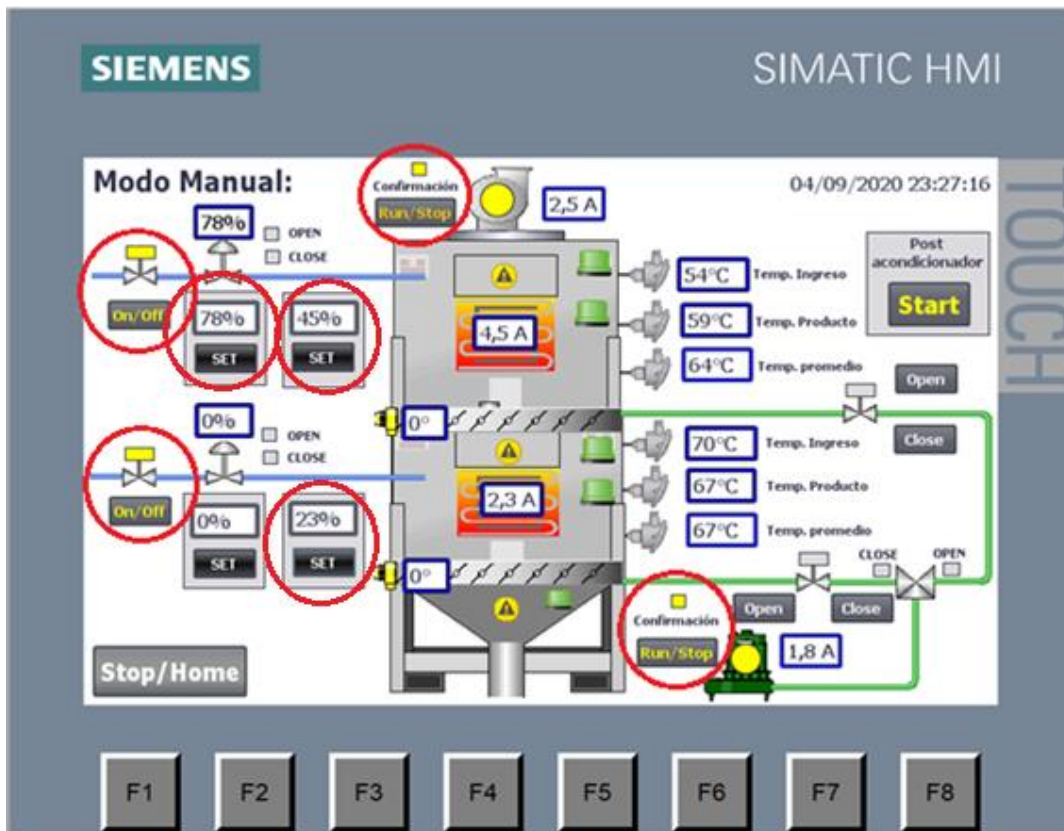 SIEMENS
SIMATIC HMI
TOUCH
Modo Manual:
04/09/2020 23:27:16
Confirmación
Run/Stop
2,5 A
78%
OPEN
CLOSE
On/Off
78%
SET
45%
SET
54°C Temp. Ingreso
59°C Temp. Producto
64°C Temp. promedio
Post
acondicionador
Start
4,5 A
Open
Close
0°
0%
OPEN
CLOSE
On/Off
0%
SET
23%
SET
70°C Temp. Ingreso
67°C Temp. Producto
67°C Temp. promedio
2,3 A
0°
CLOSE
OPEN
Open
Close
Confirmación
Run/Stop
1,8 A
Stop/Home
F1
F2
F3
F4
F5
F6
F7
F8